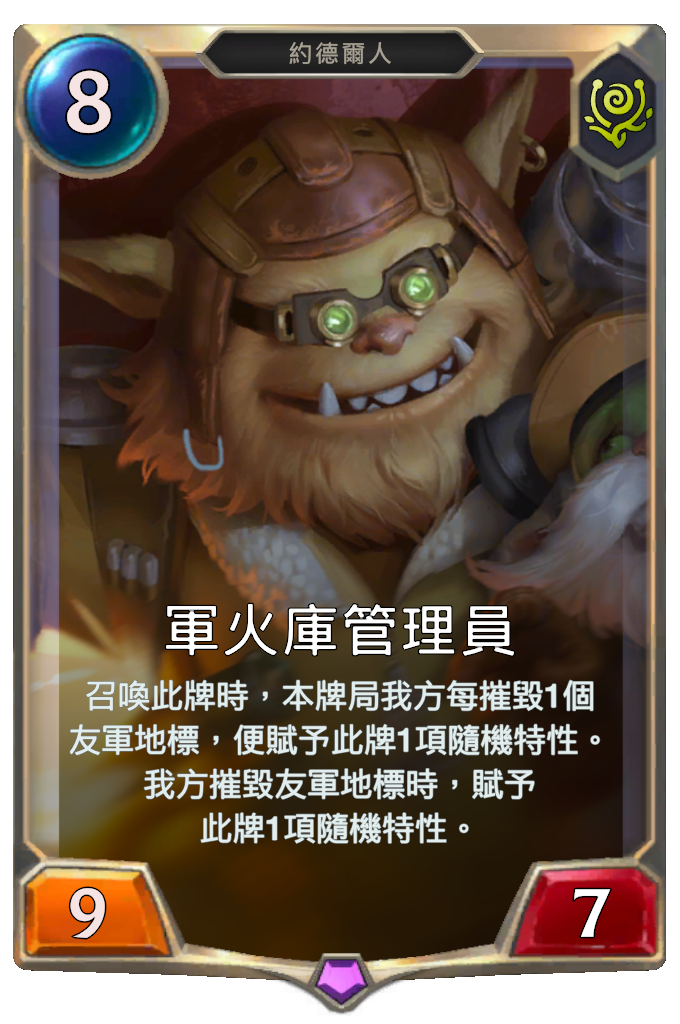 約德爾人
8
軍火庫管理員
召喚此牌時，本牌局我方每摧毀1個
友軍地標，便賦予此牌1項隨機特性。
我方摧毀友軍地標時，賦予
此牌1項隨機特性。
9
7